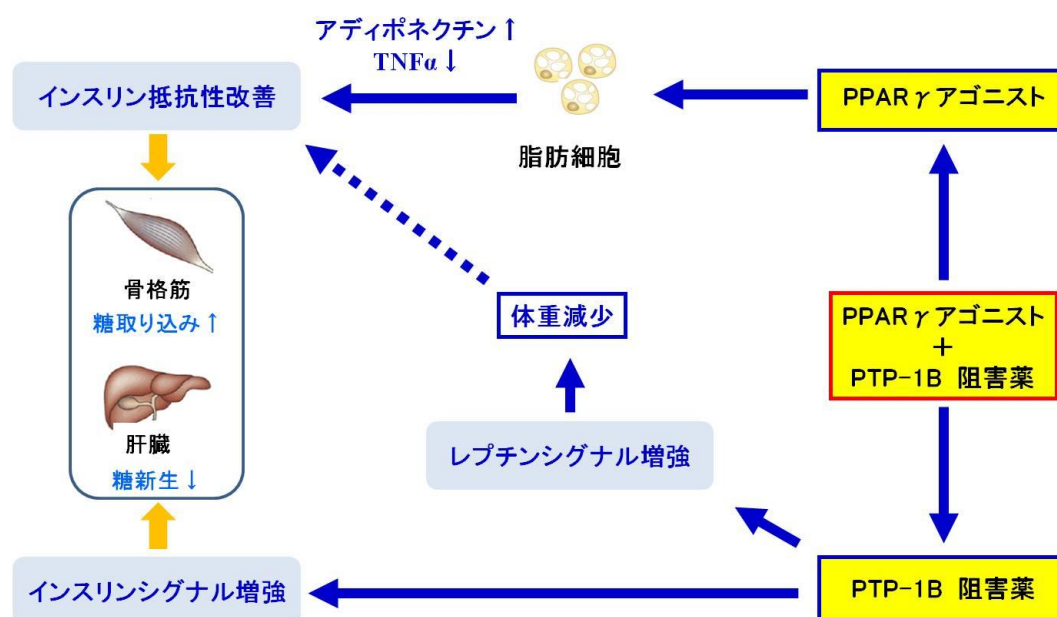 アディポネクチン↑
TNFα↓
インスリン抵抗性改善
PPARγアゴニスト
脂肪細胞
骨格筋
糖取り込み↑
体重減少
PPARγアゴニスト
+
PTP-1B 阻害薬
肝臓
糖新生↓
レプチンシグナル増強
インスリンシグナル増強
PTP-1B 阻害薬